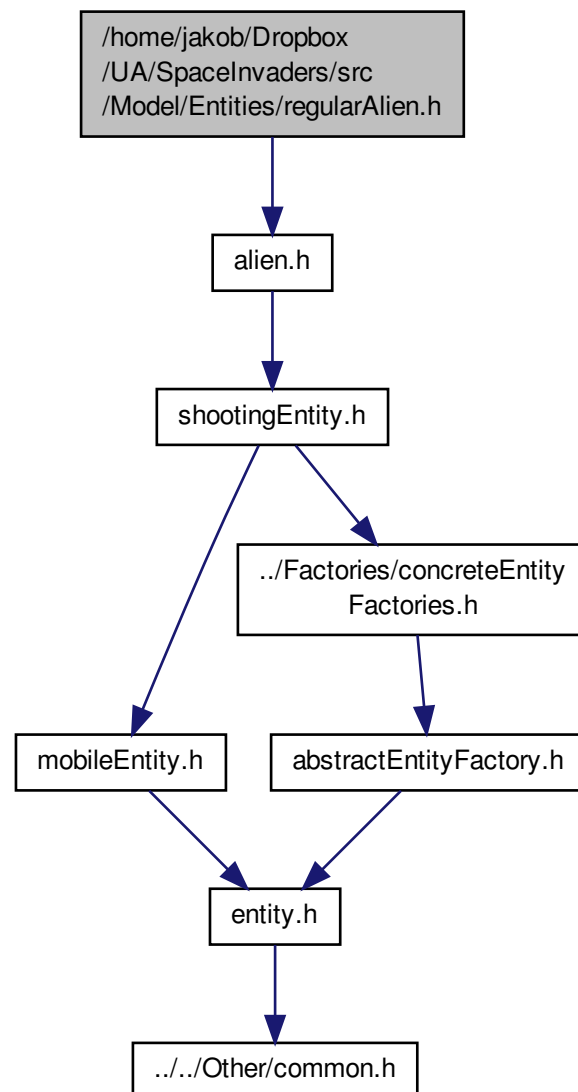 /home/jakob/Dropbox
/UA/SpaceInvaders/src
/Model/Entities/regularAlien.h
alien.h
shootingEntity.h
../Factories/concreteEntity
Factories.h
mobileEntity.h
abstractEntityFactory.h
entity.h
../../Other/common.h